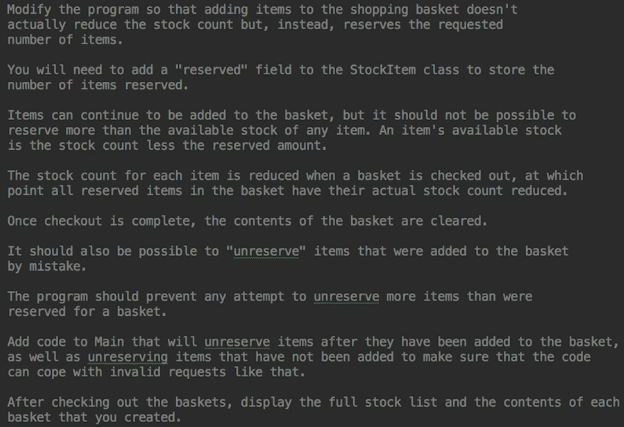 Modify the program so that adding items to the shopping basket doesn't
actually reduce the stock count but, instead, reserves the requested
number of items.
You will need to add a "reserved" field to the StockItem class to store the
number of items reserved.
Items can continue to be added to the basket, but it should not be possible to
reserve more than the available stock of any item. An item's available stock
is the stock count less the reserved amount.
The stock count for each item is reduced when a basket is checked out, at which
point all reserved items in the basket have their actual stock count reduced.
Once checkout is complete, the contents of the basket are cleared.
It should also be possible to "unreserve" items that were added to the basket
by mistake.
The program should prevent any attempt to unreserve more items than were
reserved for a basket.
Add code to Main that will unreserve items after they have been added to the basket,
as well as unreserving items that have not been added to make sure that the code
can cope with invalid requests like that.
After checking out the baskets, display the full stock list and the contents of each
basket that you created.